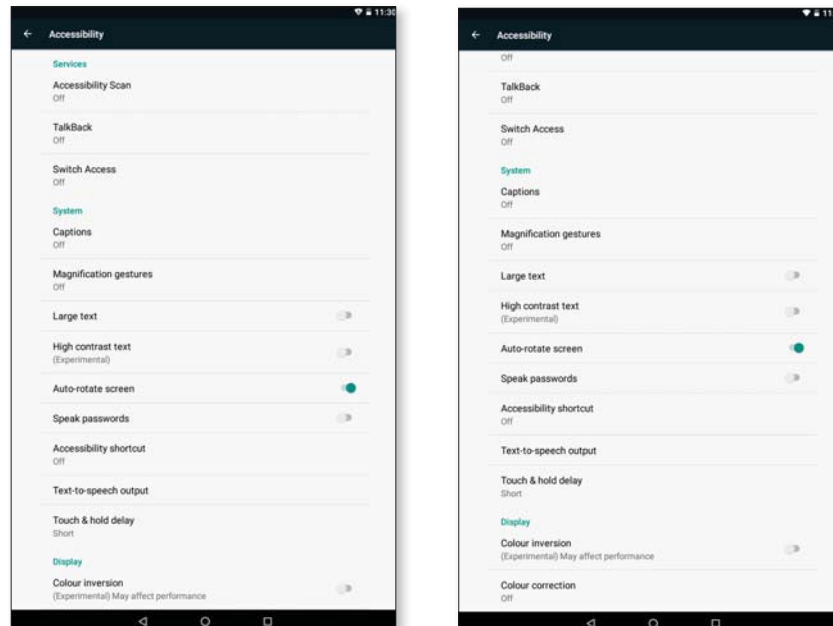 11:30
Accessibility
Services
Accessibility Scan
Off
TalkBack
Off
Switch Access
Off
System
Captions
Off
Magnification gestures
Off
Large text
High contrast text
(Experimental)
Auto-rotate screen
Speak passwords
Accessibility shortcut
Off
Text-to-speech output
Touch & hold delay
Short
Display
Colour inversion
(Experimental) May affect performance
11
Accessibility
Off
TalkBack
Off
Switch Access
Off
System
Captions
Off
Magnification gestures
Off
Large text
High contrast text
(Experimental)
Auto-rotate screen
Speak passwords
Accessibility shortcut
Off
Text-to-speech output
Touch & hold delay
Short
Display
Colour inversion
(Experimental) May affect performance
Colour correction
Off